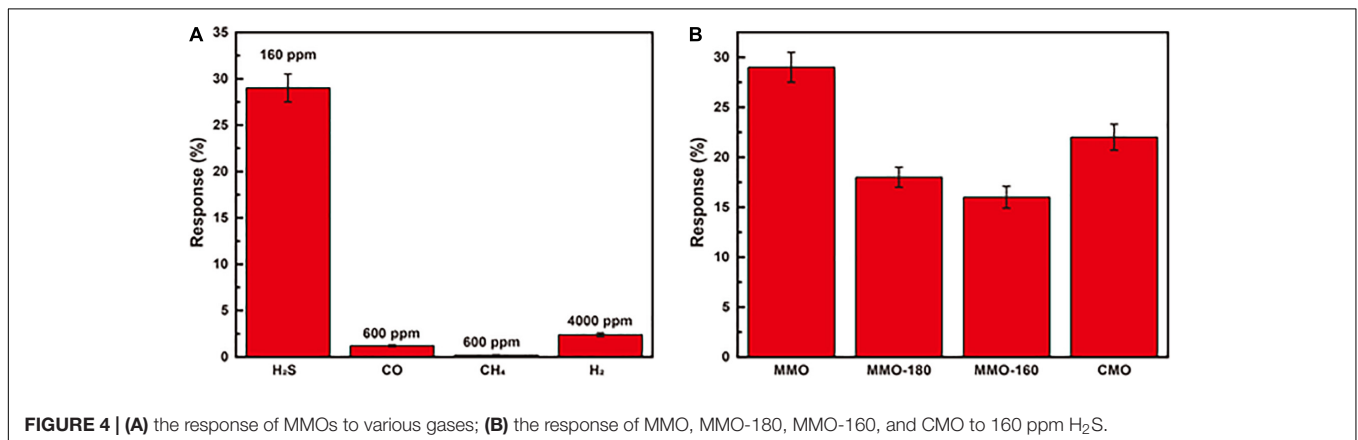 A
35
30
25
20
15
10
5
0
Response (%)
160 ppm
600 ppm
600 ppm
4000 ppm
H₂S CO CH₄ H₂
B
30
25
20
15
10
5
0
Response (%)
MMO MMO-180 MMO-160 CMO
FIGURE 4 | (A) the response of MMOs to various gases; (B) the response of MMO, MMO-180, MMO-160, and CMO to 160 ppm H₂S.